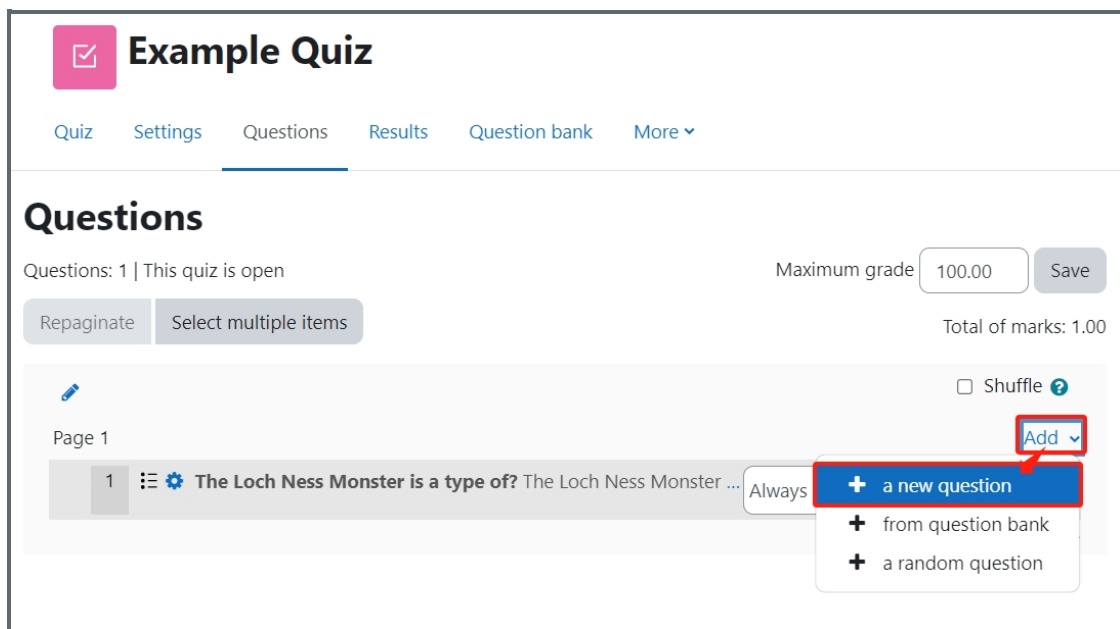 Example Quiz
Quiz Settings Questions Results Question bank More
Questions
Questions: 1 | This quiz is open
Maximum grade 100.00 Save
Repaginate Select multiple items
Total of marks: 1.00
Shuffle
Page 1
Add
1 The Loch Ness Monster is a type of? The Loch Ness Monster ... Always
a new question
from question bank
a random question